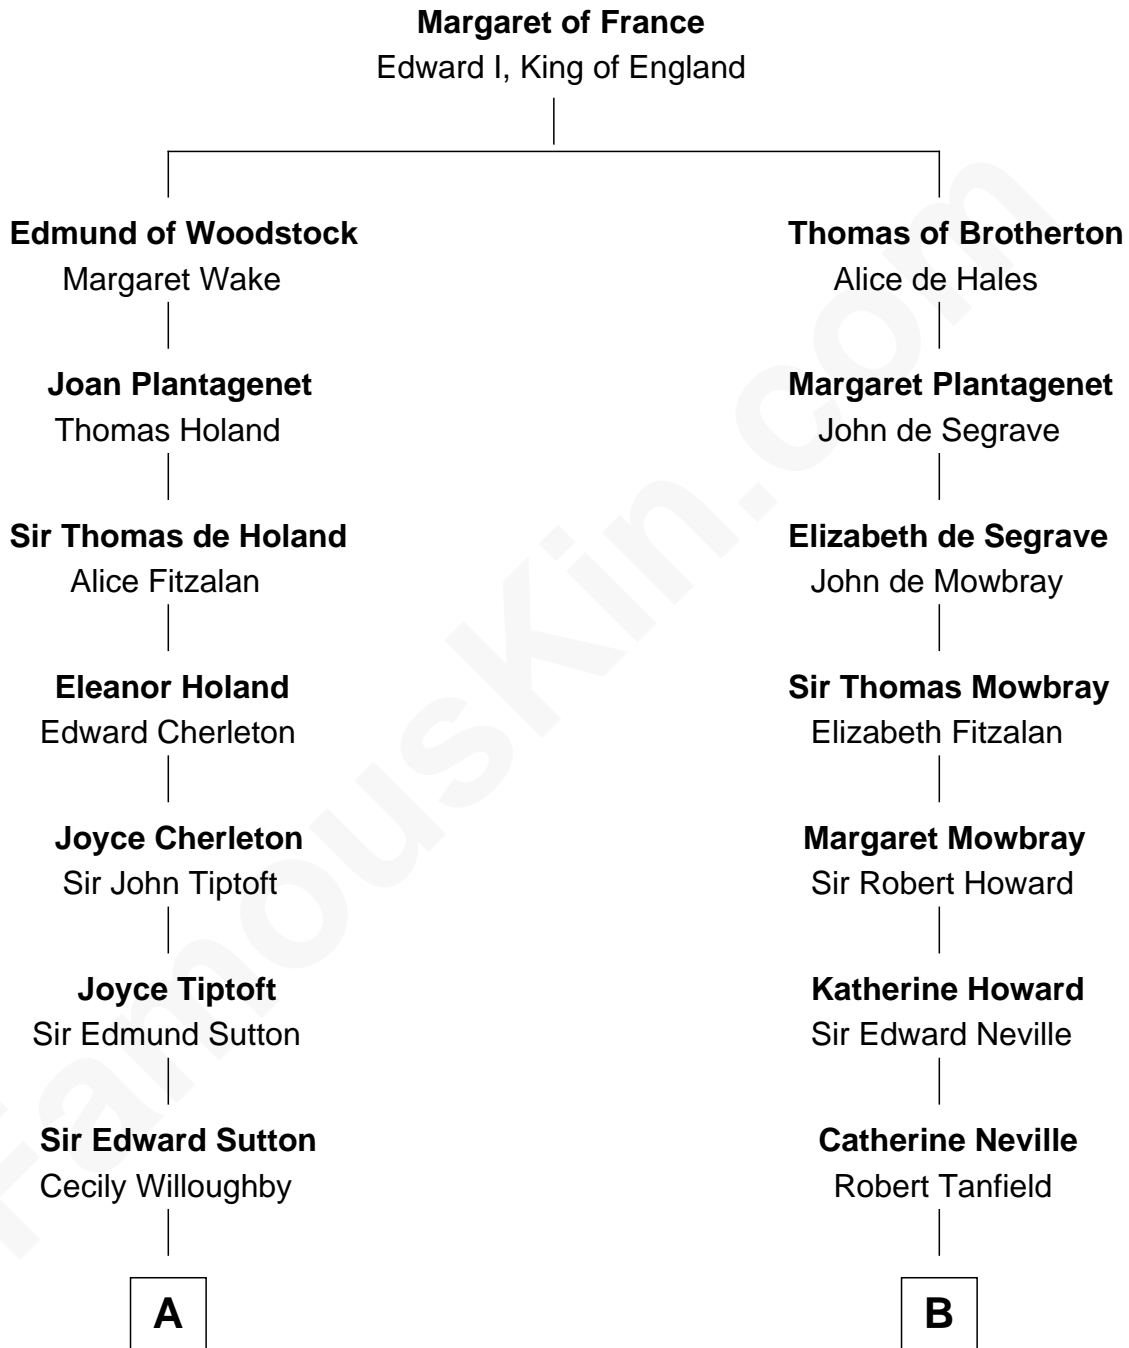 Margaret of France
Edward I, King of England
Edmund of Woodstock
Margaret Wake
Thomas of Brotherton
Alice de Hales
Joan Plantagenet
Thomas Holand
Margaret Plantagenet
John de Segrave
Sir Thomas de Holand
Alice Fitzalan
Elizabeth de Segrave
John de Mowbray
Eleanor Holand
Edward Cherleton
Sir Thomas Mowbray
Elizabeth Fitzalan
Joyce Cherleton
Sir John Tiptoft
Margaret Mowbray
Sir Robert Howard
Joyce Tiptoft
Sir Edmund Sutton
Katherine Howard
Sir Edward Neville
Sir Edward Sutton
Cecily Willoughby
Catherine Neville
Robert Tanfield
A
B
FamousKin.com